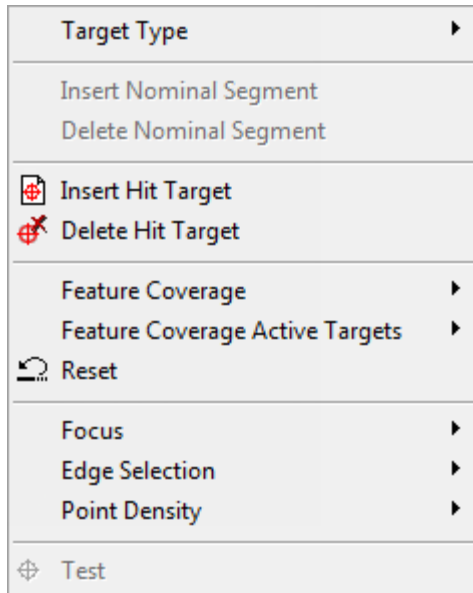 Target Type
Insert Nominal Segment
Delete Nominal Segment
Insert Hit Target
Delete Hit Target
Feature Coverage
Feature Coverage Active Targets
Reset
Focus
Edge Selection
Point Density
Test